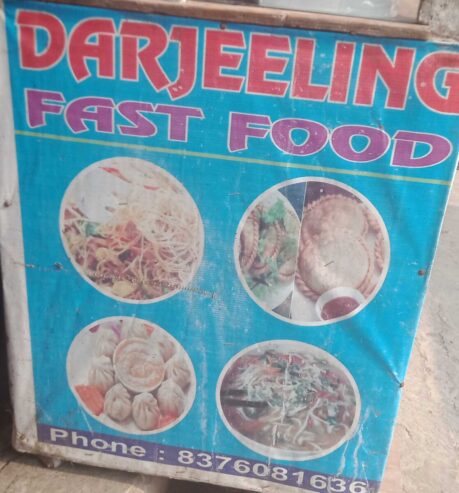 DARJEELING
FAST FOOD
Phone : 8376081636